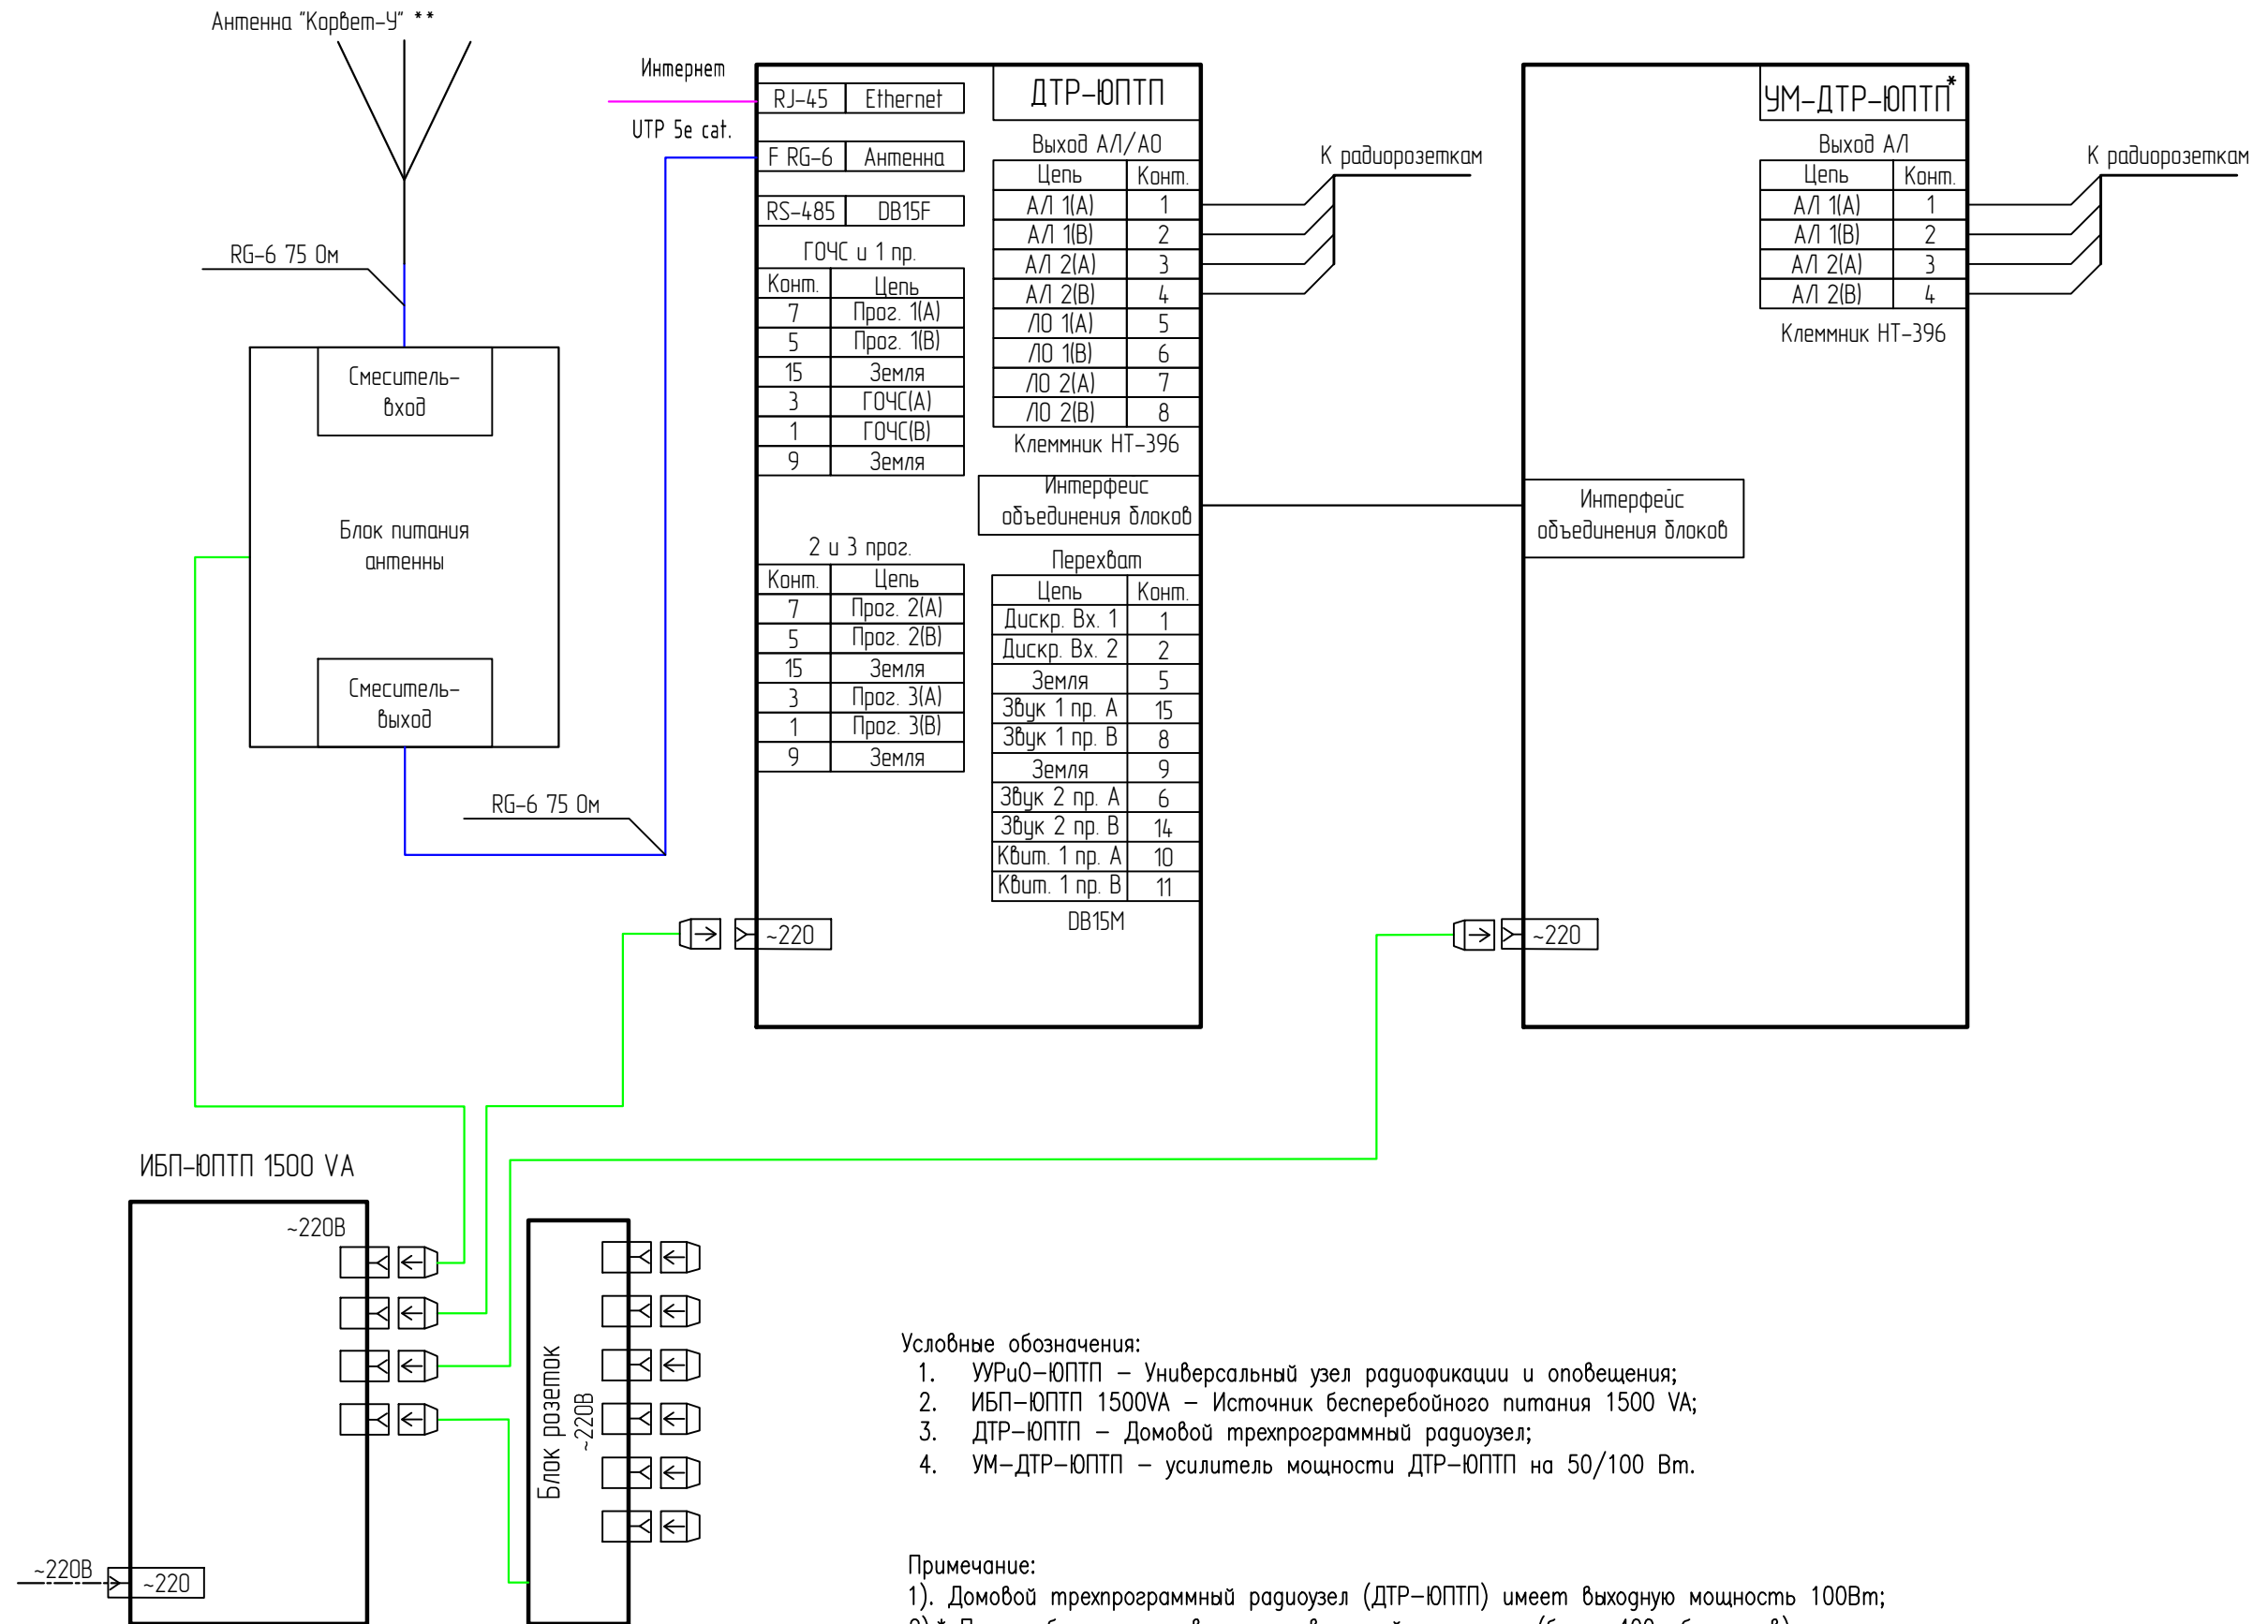 Антенна "Корвет-У" **
RG-6 75 Ом
Смеситель-
вход
Блок питания
антенны
Смеситель-
выход
RG-6 75 Ом
Интернет
UTP 5e cat.
ДТР-ЮПТП
RJ-45 Ethernet
F RG-6 Антенна
RS-485 DB15F
ГОЧС и 1 пр.
Конт. Цепь
7 Прог. 1(А)
5 Прог. 1(В)
15 Земля
3 ГОЧС(А)
1 ГОЧС(В)
9 Земля
2 и 3 прог.
Конт. Цепь
7 Прог. 2(А)
5 Прог. 2(В)
15 Земля
3 Прог. 3(А)
1 Прог. 3(В)
9 Земля
~220
Выход АЛ/АО
Цепь Конт.
АЛ 1(А) 1
АЛ 1(В) 2
АЛ 2(А) 3
АЛ 2(В) 4
ЛО 1(А) 5
ЛО 1(В) 6
ЛО 2(А) 7
ЛО 2(В) 8
Клеммник НТ-396
Интерфейс
объединения блоков
Перехват
Цепь Конт.
Дискр. Вх. 1 1
Дискр. Вх. 2 2
Земля 5
Звук 1 пр. А 15
Звук 1 пр. В 8
Земля 9
Звук 2 пр. А 6
Звук 2 пр. В 14
Квит. 1 пр. А 10
Квит. 1 пр. В 11
DB15M
К радиорозеткам
УМ-ДТР-ЮПТП*
Выход АЛ
Цепь Конт.
АЛ 1(А) 1
АЛ 1(В) 2
АЛ 2(А) 3
АЛ 2(В) 4
Клеммник НТ-396
К радиорозеткам
Интерфейс
объединения блоков
~220
ИБП-ЮПТП 1500 VA
~220В
~220В
~220
Блок розеток
~220В
Условные обозначения:
1. УУРиО-ЮПТП – Универсальный узел радиофикации и оповещения;
2. ИБП-ЮПТП 1500VA – Источник бесперебойного питания 1500 VA;
3. ДТР-ЮПТП – Домовой трехпрограммный радиоузел;
4. УМ-ДТР-ЮПТП – усилитель мощности ДТР-ЮПТП на 50/100 Вт.
Примечание:
1). Домовой трехпрограммный радиоузел (ДТР-ЮПТП) имеет выходную мощность 100Вт;